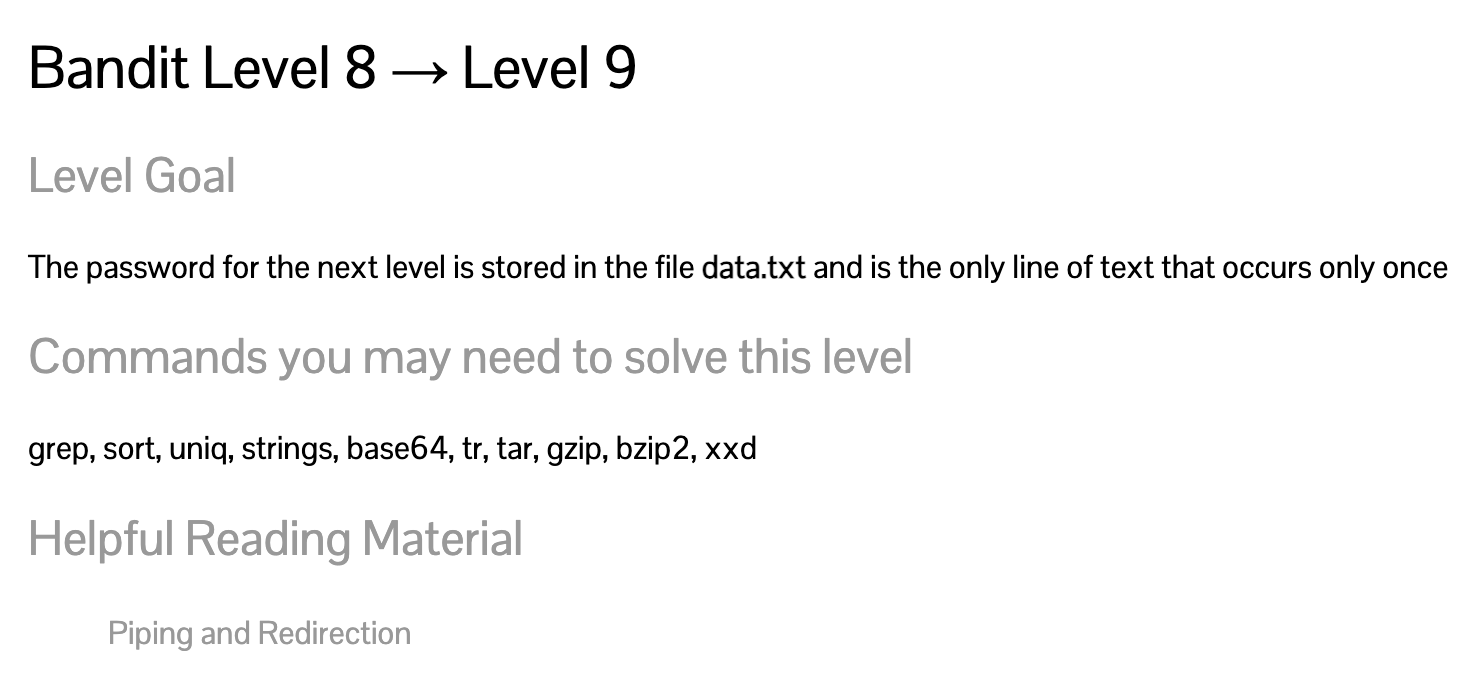 Bandit Level 8 → Level 9
Level Goal
The password for the next level is stored in the file data.txt and is the only line of text that occurs only once
Commands you may need to solve this level
grep, sort, uniq, strings, base64, tr, tar, gzip, bzip2, xxd
Helpful Reading Material
Piping and Redirection